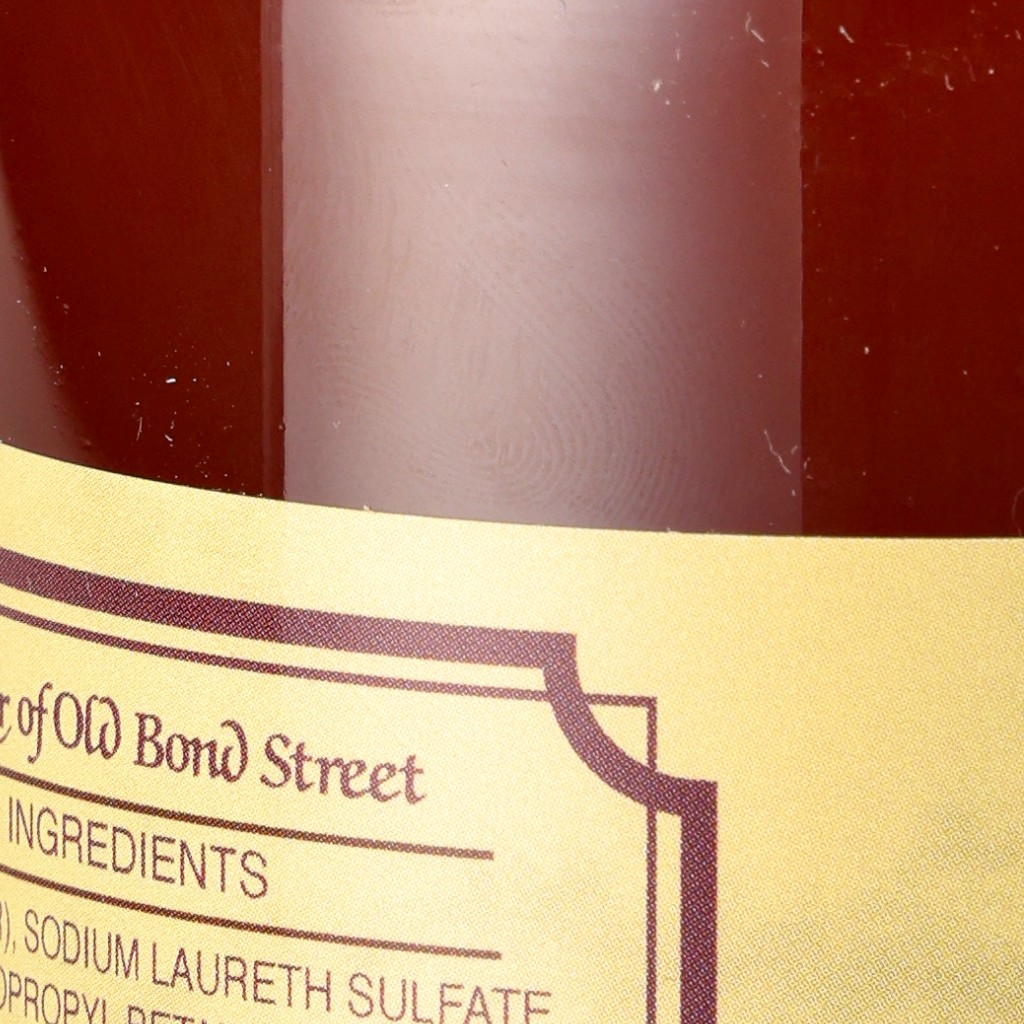 of Old Bond Street
INGREDIENTS
SODIUM LAURETH SULFATE